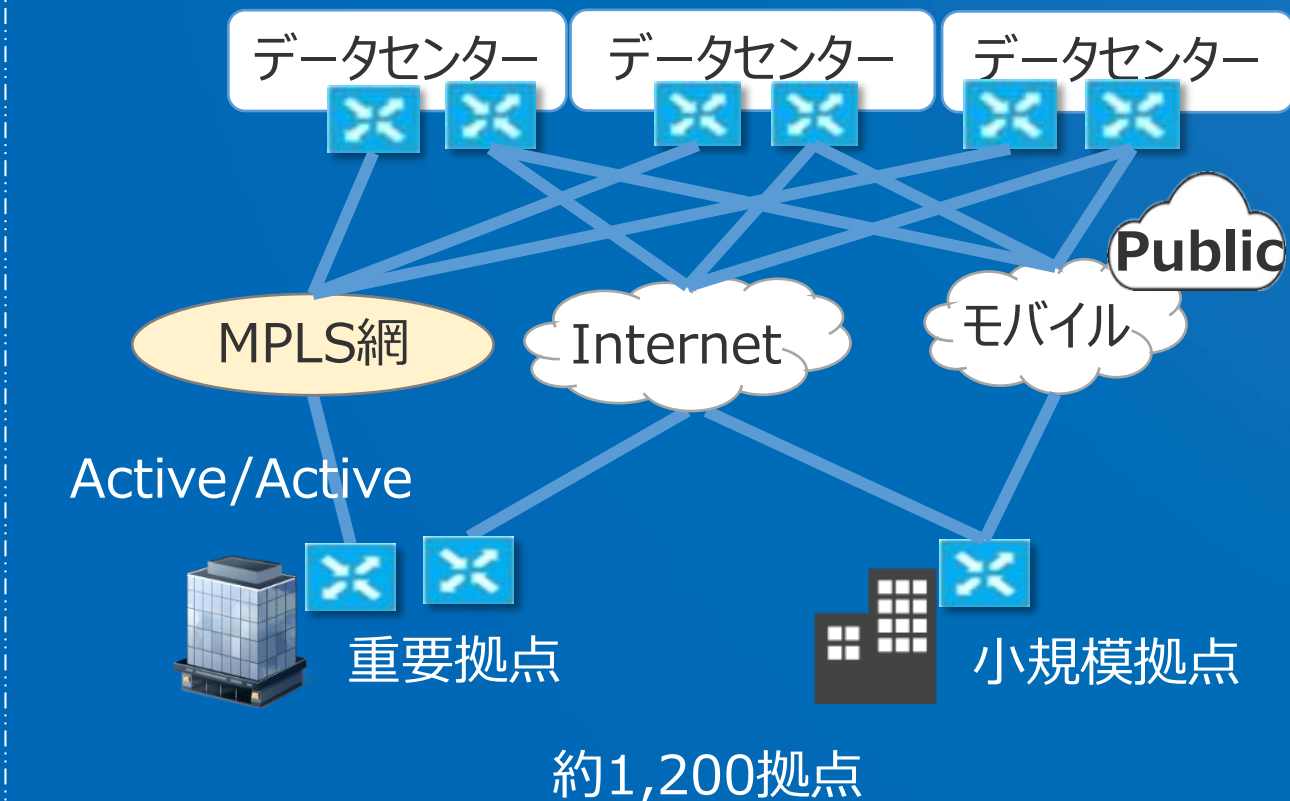 データセンター
データセンター
データセンター
Public
MPLS網
Internet
モバイル
Active/Active
重要拠点
小規模拠点
約1,200拠点